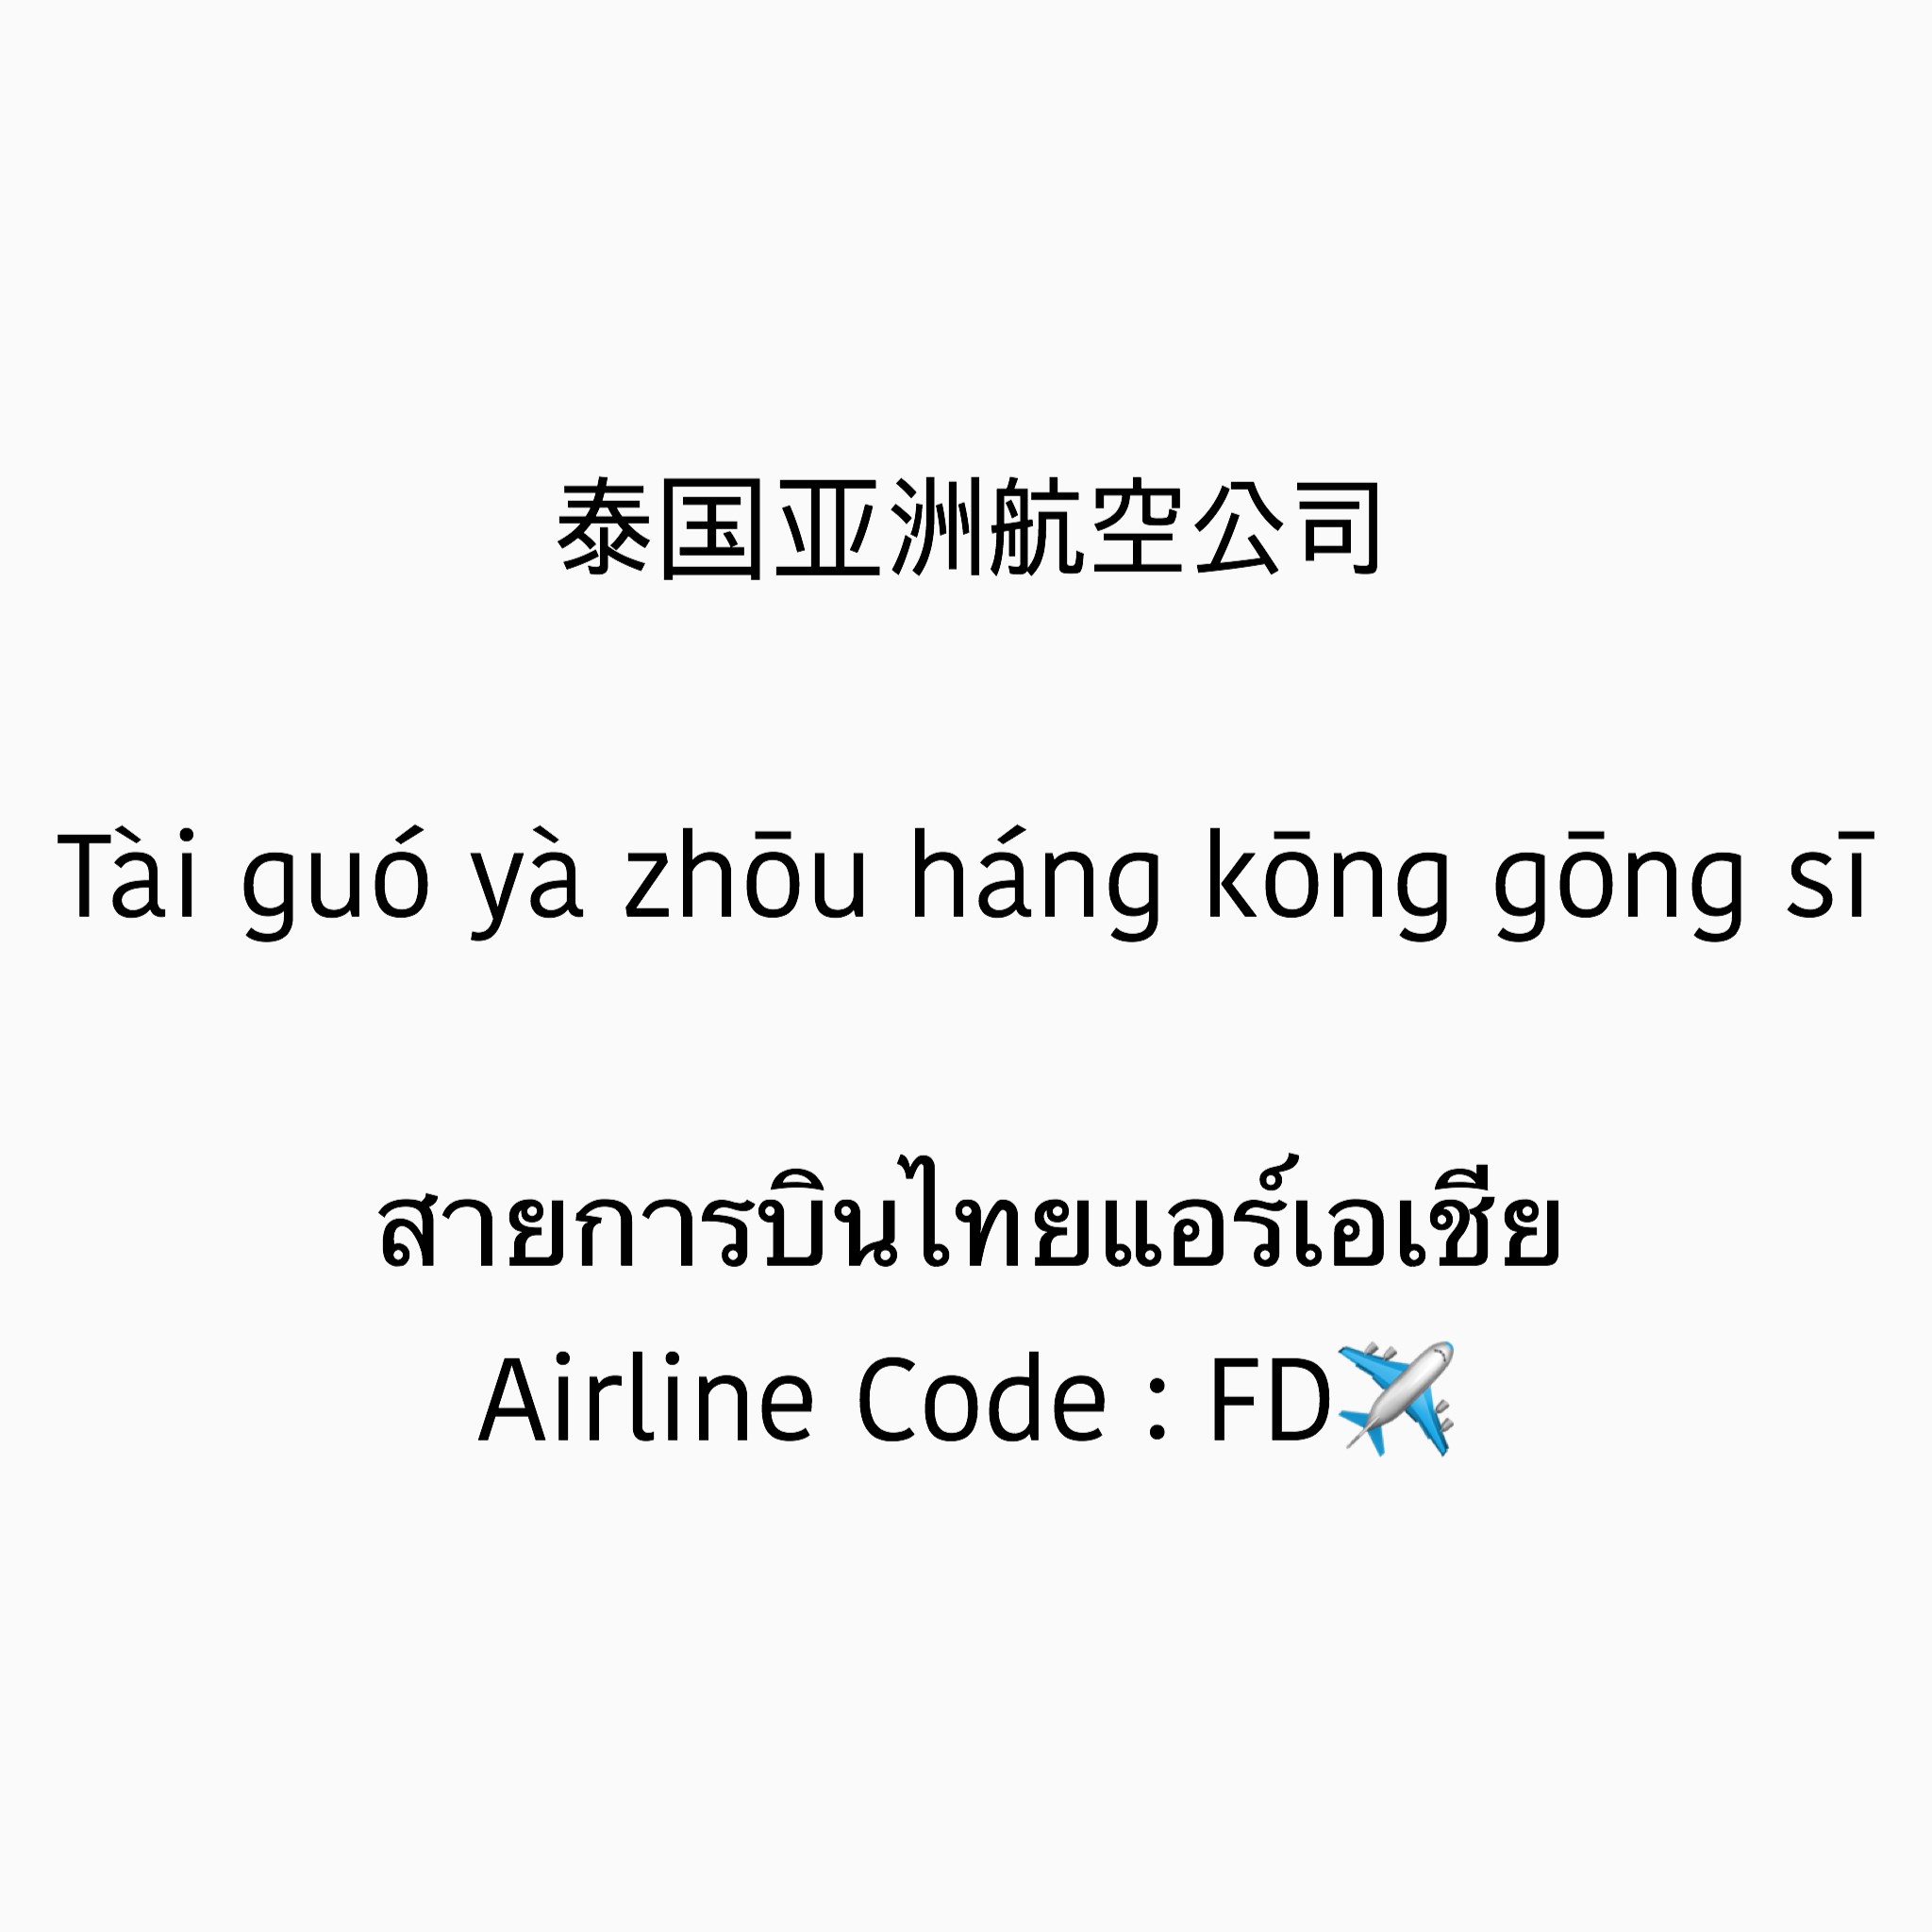 泰国亚洲航空公司
Tài guó yà zhōu háng kōng gōng sī
สายการบินไทยแอร์เอเชีย
Airline Code : FD✈️